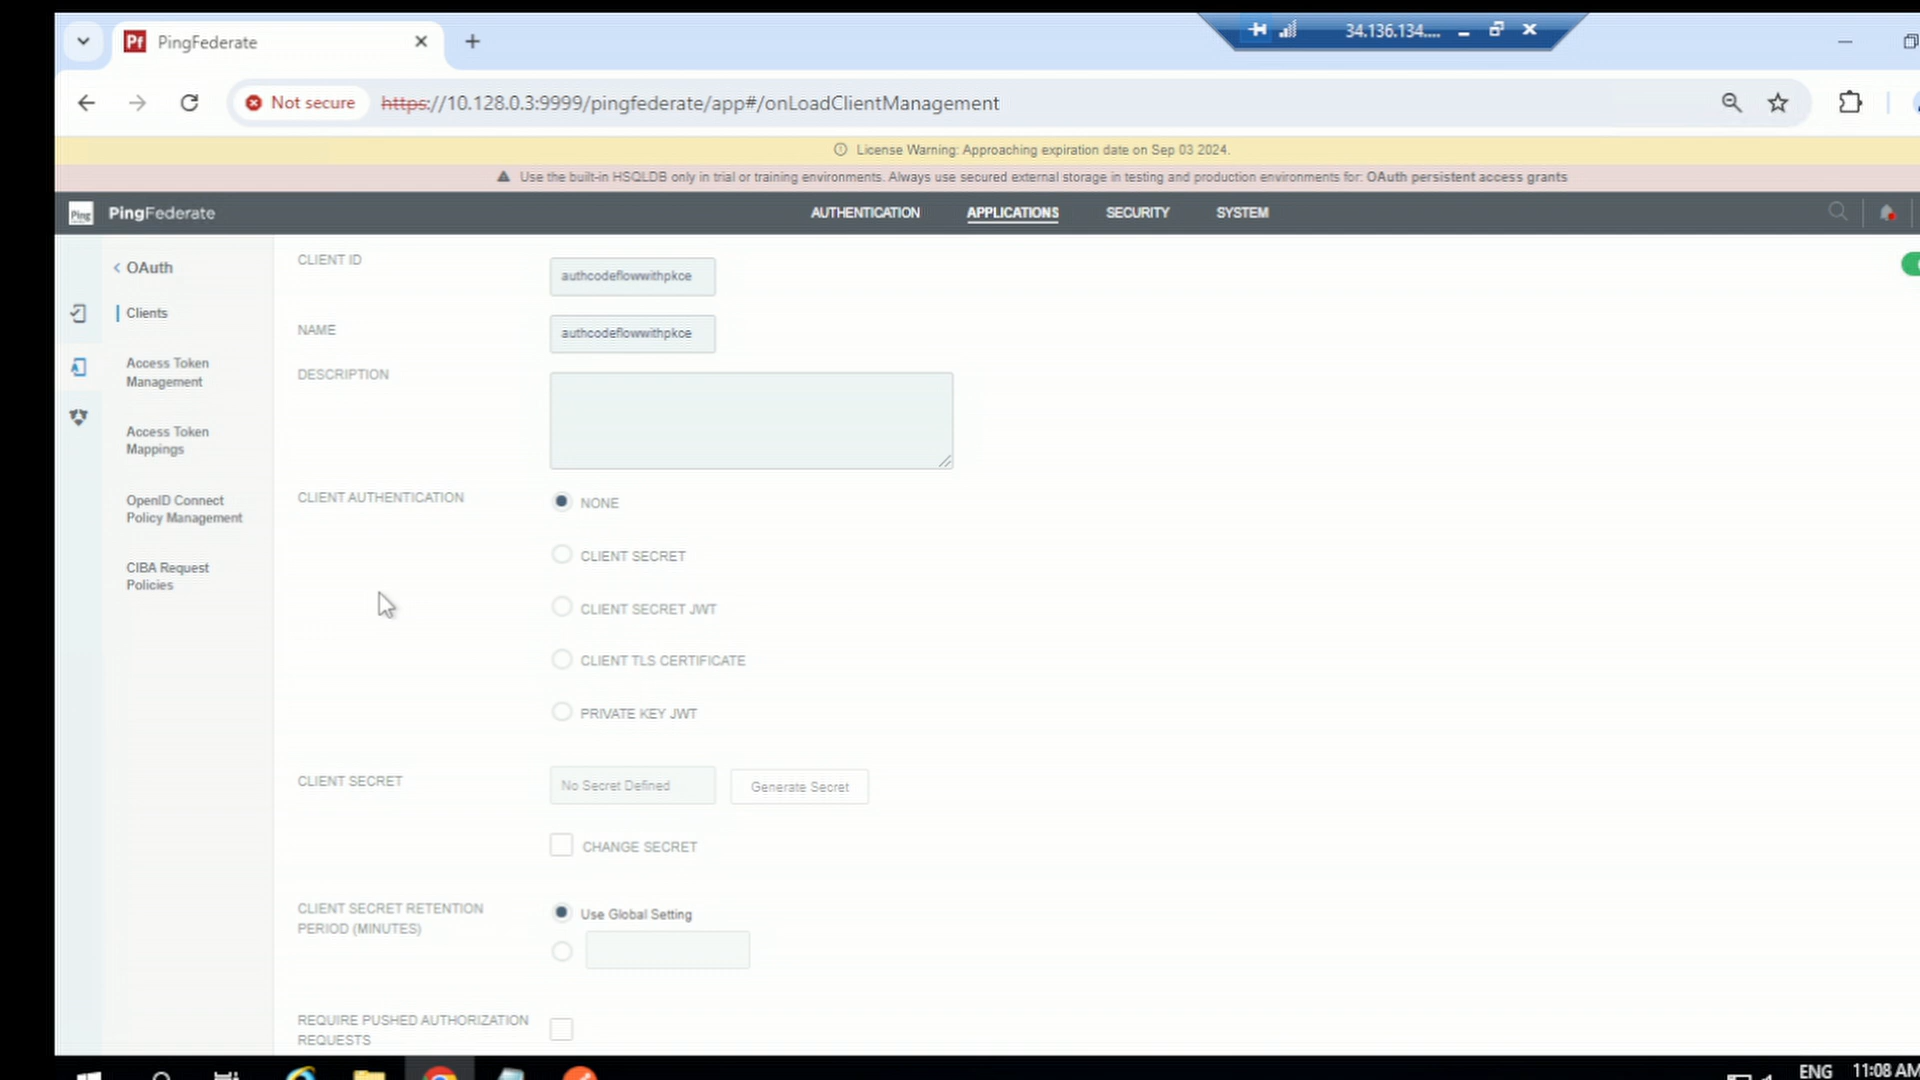 PingFederate
34.136.134....
Not secure
https://10.128.0.3:9999/pingfederate/app#/onLoadClientManagement
License Warning: Approaching expiration date on Sep 03 2024.
Use the built-in HSQLDB only in trial or training environments. Always use secured external storage in testing and production environments for: OAuth persistent access grants
Ping
PingFederate
AUTHENTICATION
APPLICATIONS
SECURITY
SYSTEM
OAuth
Clients
Access Token
Management
Access Token
Mappings
OpenID Connect
Policy Management
CIBA Request
Policies
CLIENT ID
authcodeflowwithpkce
NAME
authcodeflowwithpkce
DESCRIPTION
CLIENT AUTHENTICATION
NONE
CLIENT SECRET
CLIENT SECRET JWT
CLIENT TLS CERTIFICATE
PRIVATE KEY JWT
CLIENT SECRET
No Secret Defined
Generate Secret
CHANGE SECRET
CLIENT SECRET RETENTION
PERIOD (MINUTES)
Use Global Setting
REQUIRE PUSHED AUTHORIZATION
REQUESTS
ENG
11:08 AM